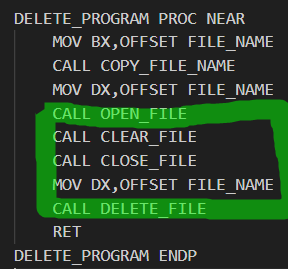 DELETE_PROGRAM PROC NEAR
MOV BX,OFFSET FILE_NAME
CALL COPY_FILE_NAME
MOV DX,OFFSET FILE_NAME
CALL OPEN_FILE
CALL CLEAR_FILE
CALL CLOSE_FILE
MOV DX,OFFSET FILE_NAME
CALL DELETE_FILE
RET
DELETE_PROGRAM ENDP